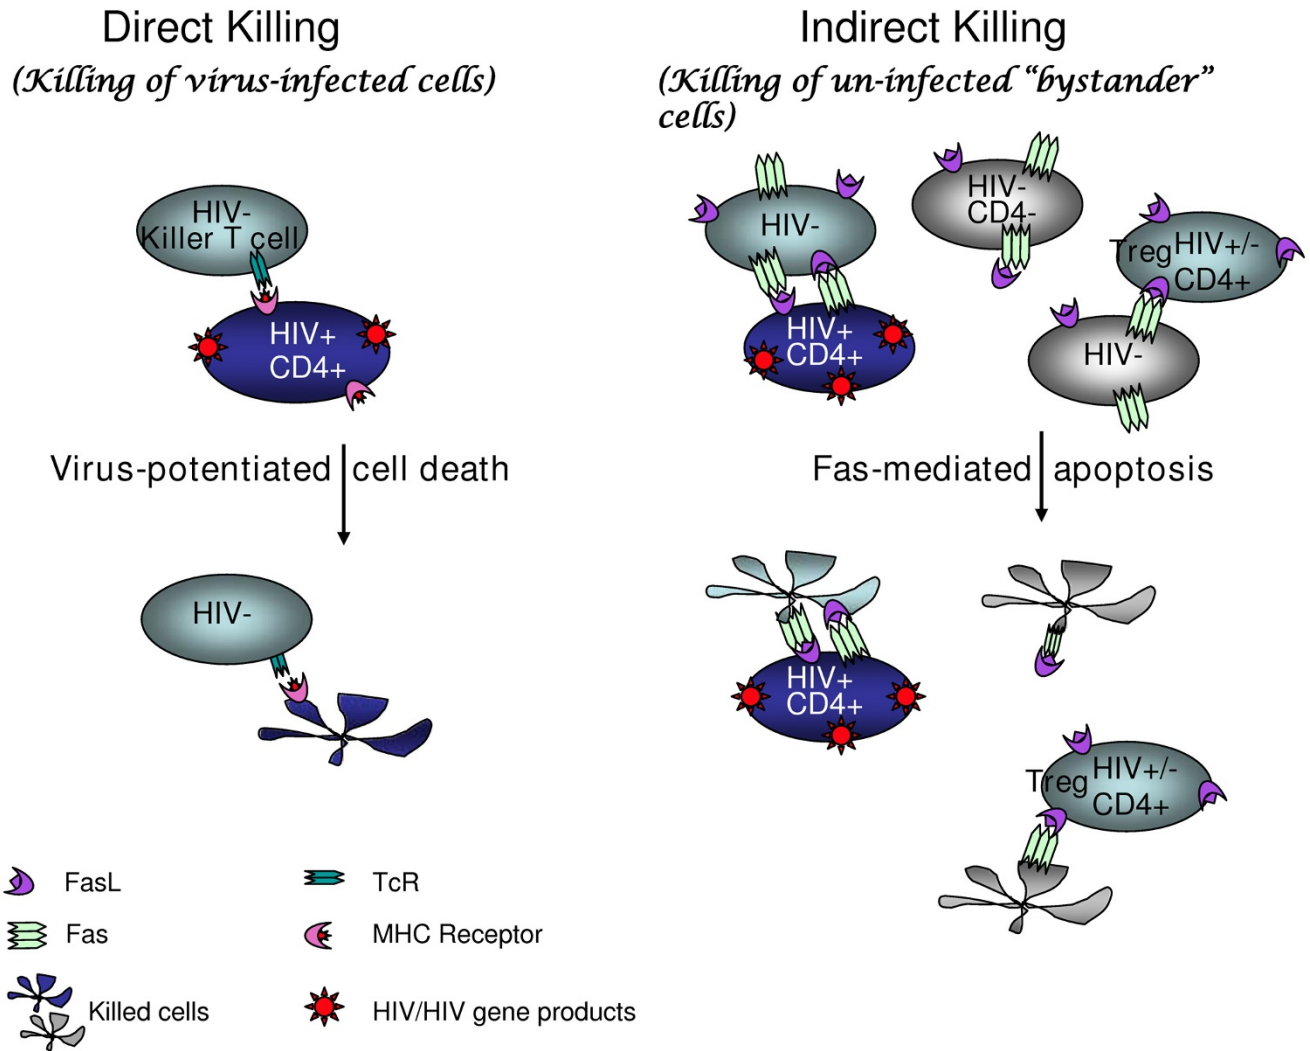 Direct Killing
(Killing of virus-infected cells)
HIV-
Killer T cell
HIV+
CD4+
Virus-potentiated cell death
HIV-
Indirect Killing
(Killing of un-infected “bystander”
cells)
HIV-
HIV+
CD4+
HIV-
CD4-
Treg HIV+/-
CD4+
HIV-
Fas-mediated apoptosis
HIV+
CD4+
Treg HIV+/-
CD4+
FasL
Fas
Killed cells
TcR
MHC Receptor
HIV/HIV gene products